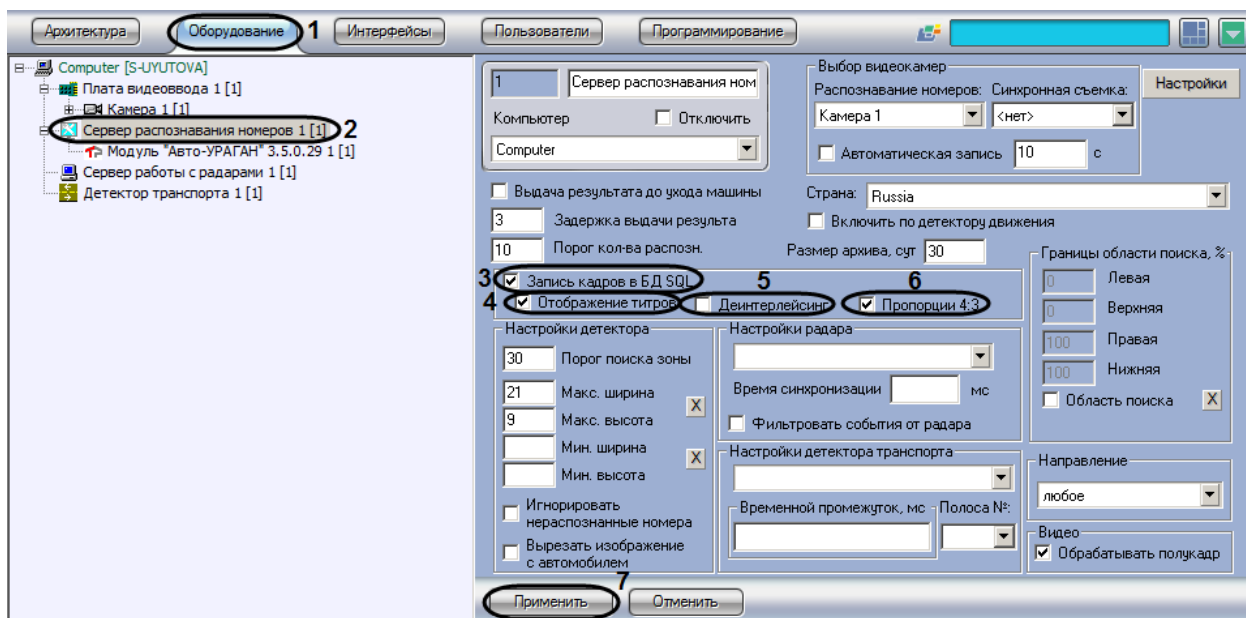 Архитектура Оборудование 1 Интерфейсы Пользователи Программирование
Computer [S-UYUTOVA]
Плата видеоввода 1 [1]
Камера 1 [1]
Сервер распознавания номеров 1 [1] 2
Модуль "Авто-УРАГАН" 3.5.0.29 1 [1]
Сервер работы с радарами 1 [1]
Детектор транспорта 1 [1]
1 Сервер распознавания ном
Компьютер Отключить
Computer
Выбор видеокамер
Распознавание номеров: Синхронная съемка:
Камера 1 <нет>
Автоматическая запись 10 с
Настройки
Выдача результата до ухода машины
3 Задержка выдачи результа
10 Порог кол-ва распозн.
Страна: Russia
Включить по детектору движения
Размер архива, сут 30
3 Запись кадров в БД SQL 5 6
4 Отображение титров Деинтерлейсинг Пропорции 4:3
Границы области поиска, %
0 Левая
0 Верхняя
100 Правая
100 Нижняя
Область поиска X
Настройки детектора
30 Порог поиска зоны
21 Макс. ширина
X
9 Макс. высота
Мин. ширина
X
Мин. высота
Игнорировать
нераспознанные номера
Вырезать изображение
с автомобилем
Настройки радара
Время синхронизации мс
Фильтровать события от радара
Настройки детектора транспорта
Временной промежуток, мс Полоса №:
Направление
любое
Видео
Обрабатывать полукадр
7
Применить Отменить